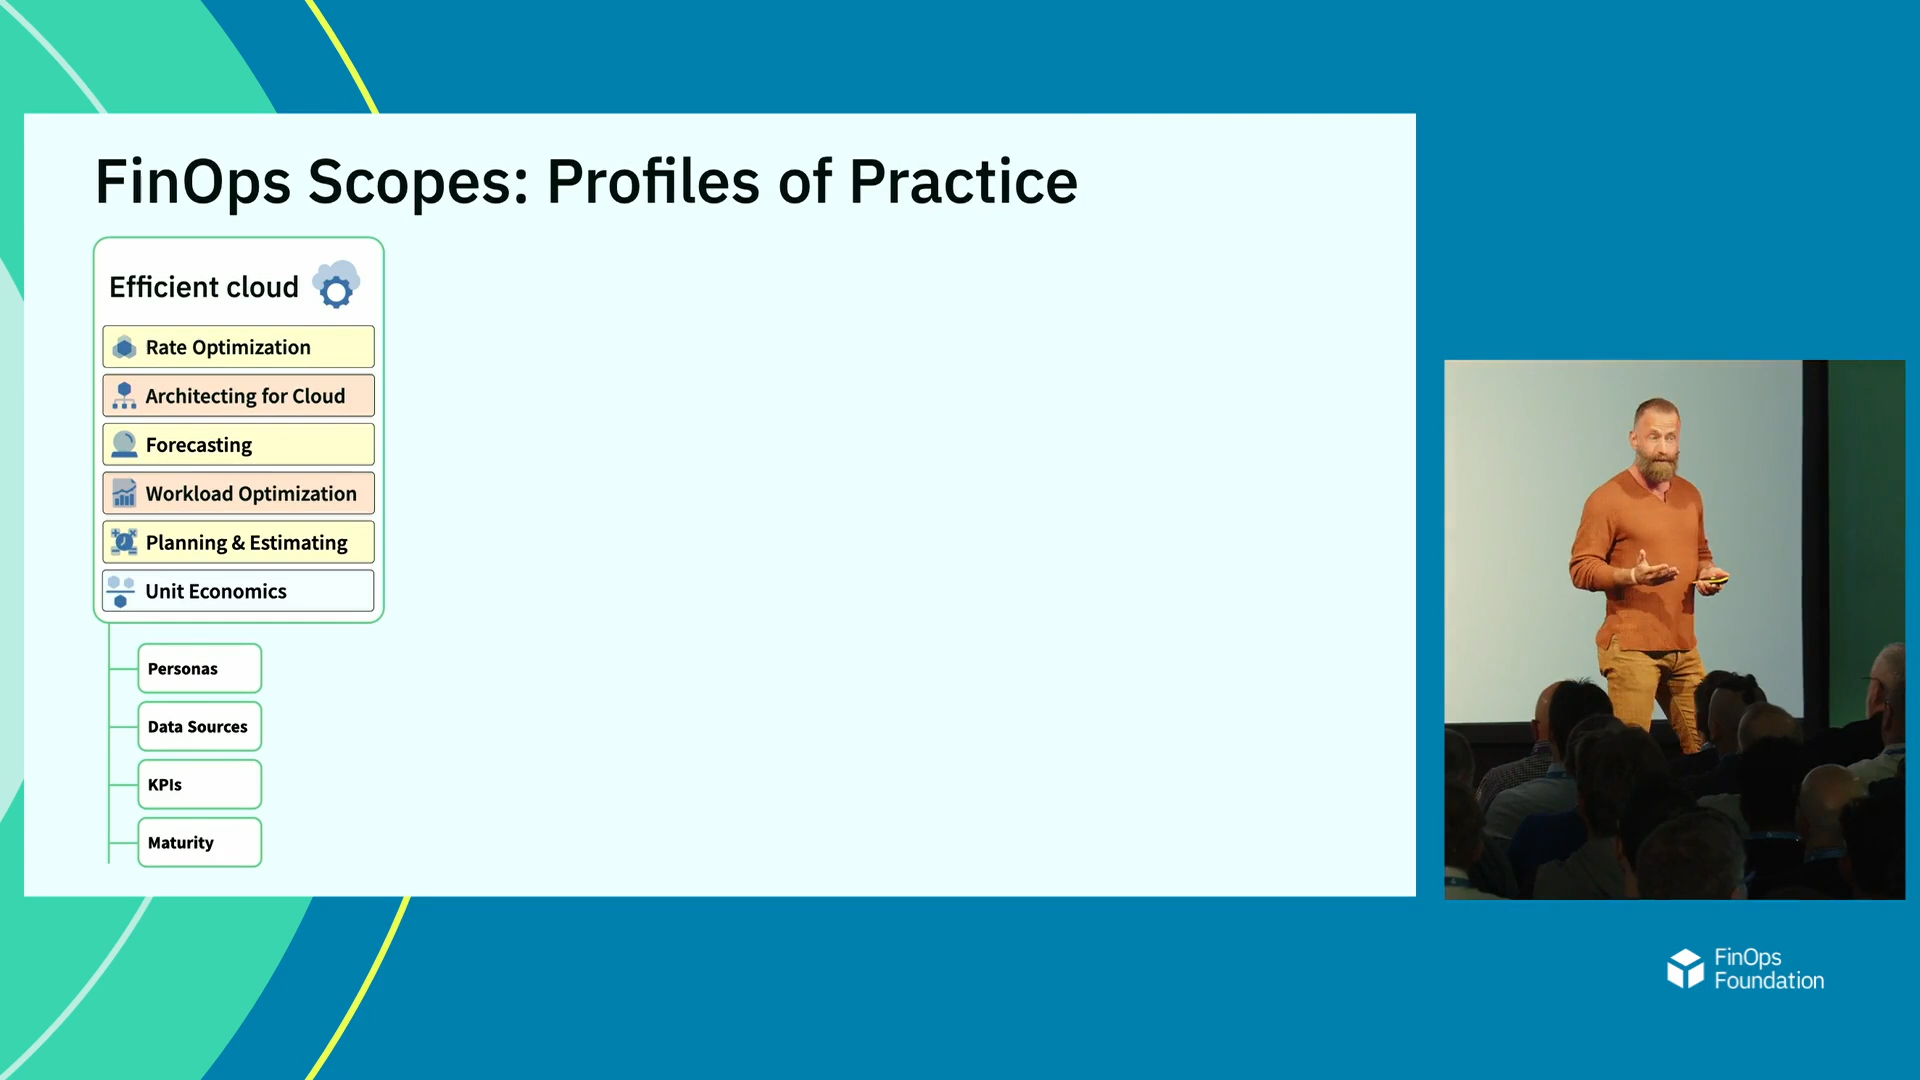 FinOps Scopes: Profiles of Practice
Efficient cloud
Rate Optimization
Architecting for Cloud
Forecasting
Workload Optimization
Planning & Estimating
Unit Economics
Personas
Data Sources
KPIs
Maturity
FinOps
Foundation